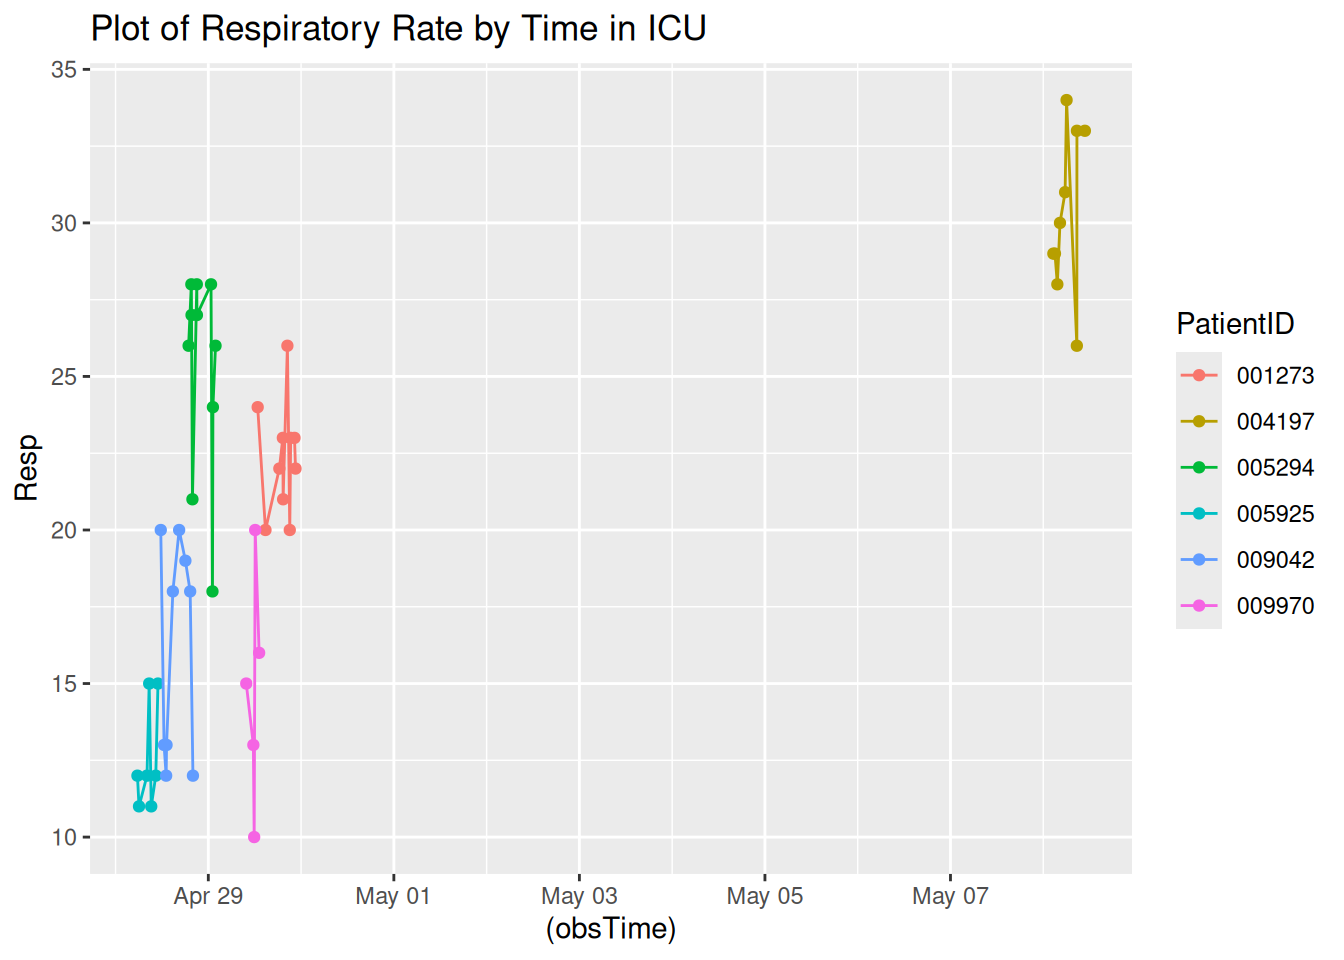 Plot of Respiratory Rate by Time in ICU
35
30
25
20
15
10
Resp
Apr 29 May 01 May 03 May 05 May 07
(obsTime)
PatientID
001273
004197
005294
005925
009042
009970